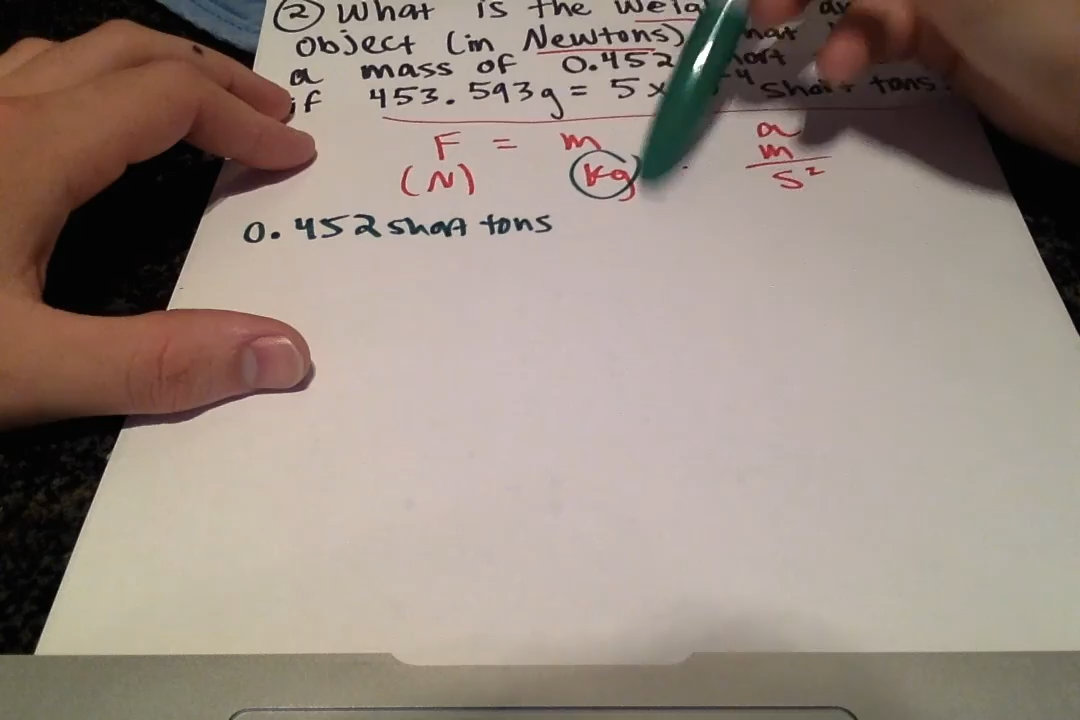 ② What is the
object (in Newtons)
a mass of 0.452
if 453.593g = 5 x tons
F = m a
(N) (kg) · m/s²
0.452 short tons